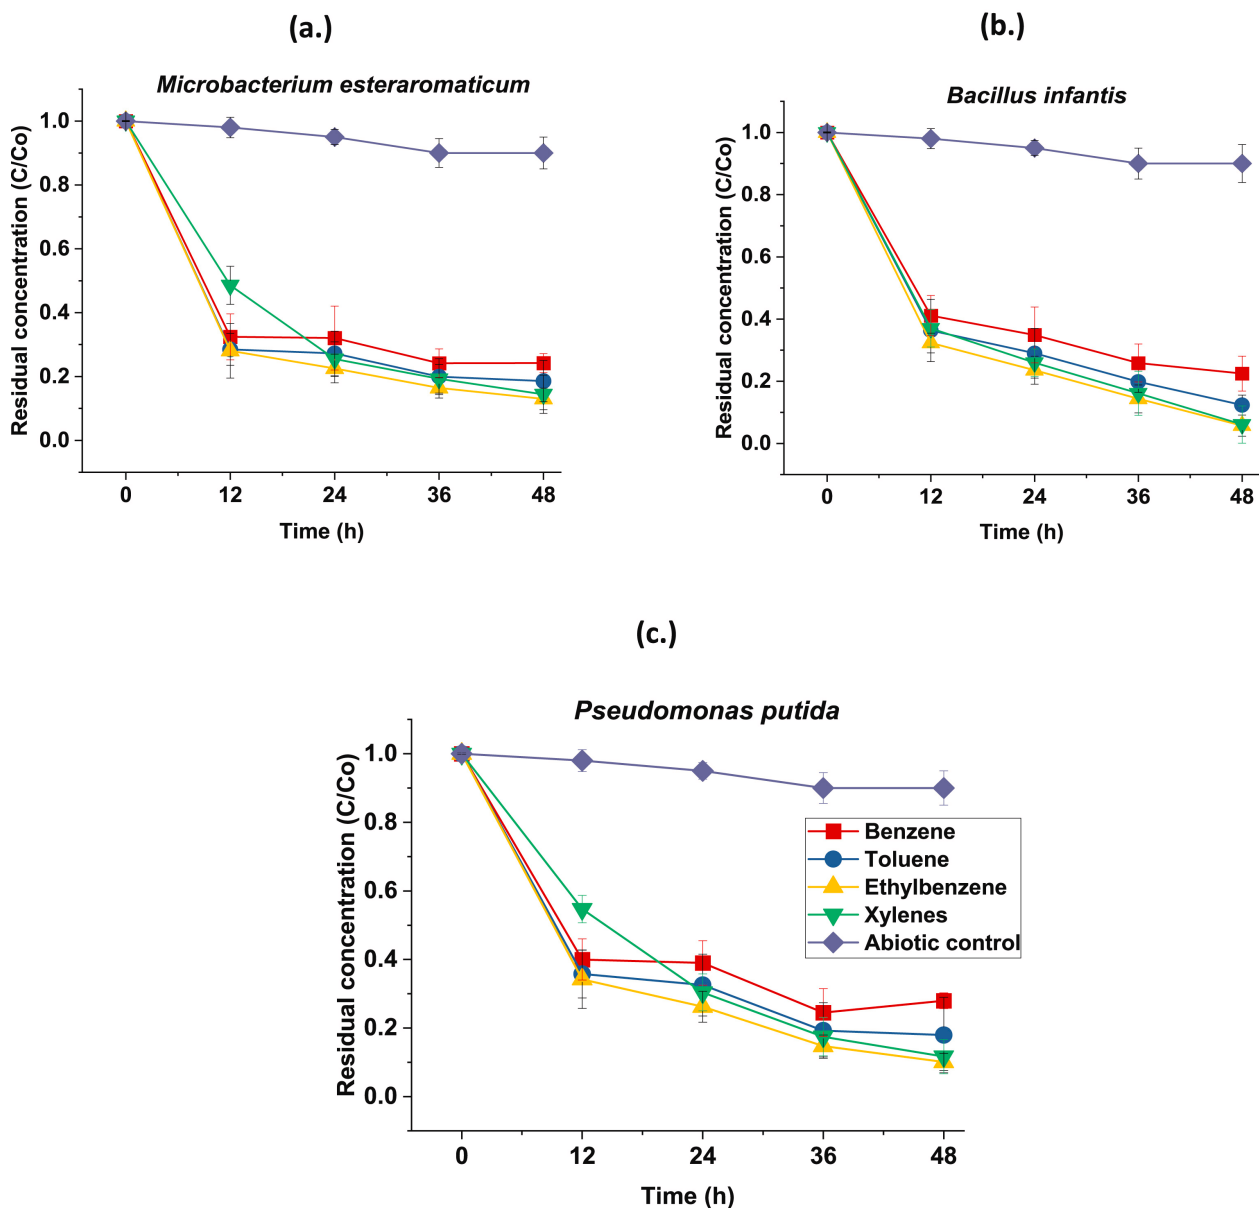 (a.)
Microbacterium esteraromaticum
Residual concentration (C/Co)
1.0
0.8
0.6
0.4
0.2
0.0
0 12 24 36 48
Time (h)
(b.)
Bacillus infantis
Residual concentration (C/Co)
1.0
0.8
0.6
0.4
0.2
0.0
0 12 24 36 48
Time (h)
(c.)
Pseudomonas putida
Residual concentration (C/Co)
1.0
0.8
0.6
0.4
0.2
0.0
0 12 24 36 48
Time (h)
Benzene
Toluene
Ethylbenzene
Xylenes
Abiotic control